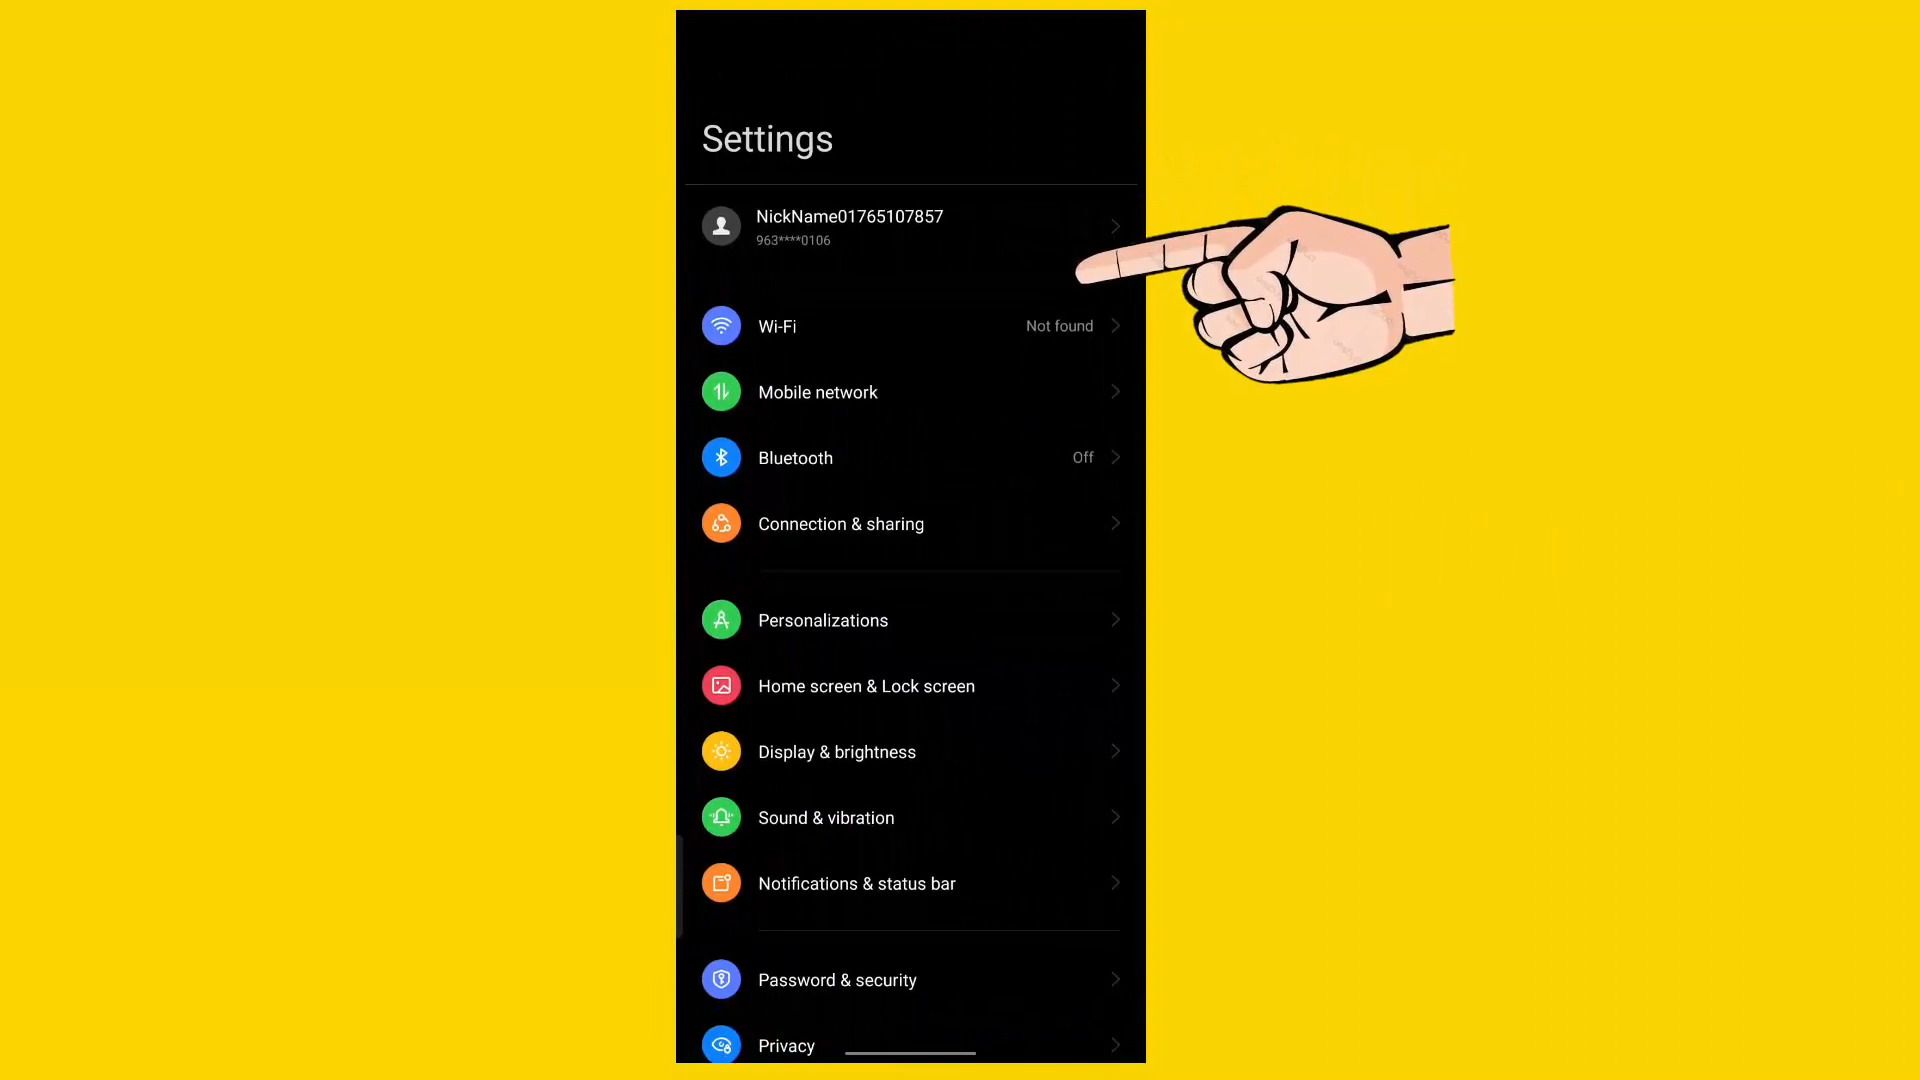 Settings
NickName01765107857
963****0106
Wi-Fi Not found
Mobile network
Bluetooth Off
Connection & sharing
Personalizations
Home screen & Lock screen
Display & brightness
Sound & vibration
Notifications & status bar
Password & security
Privacy